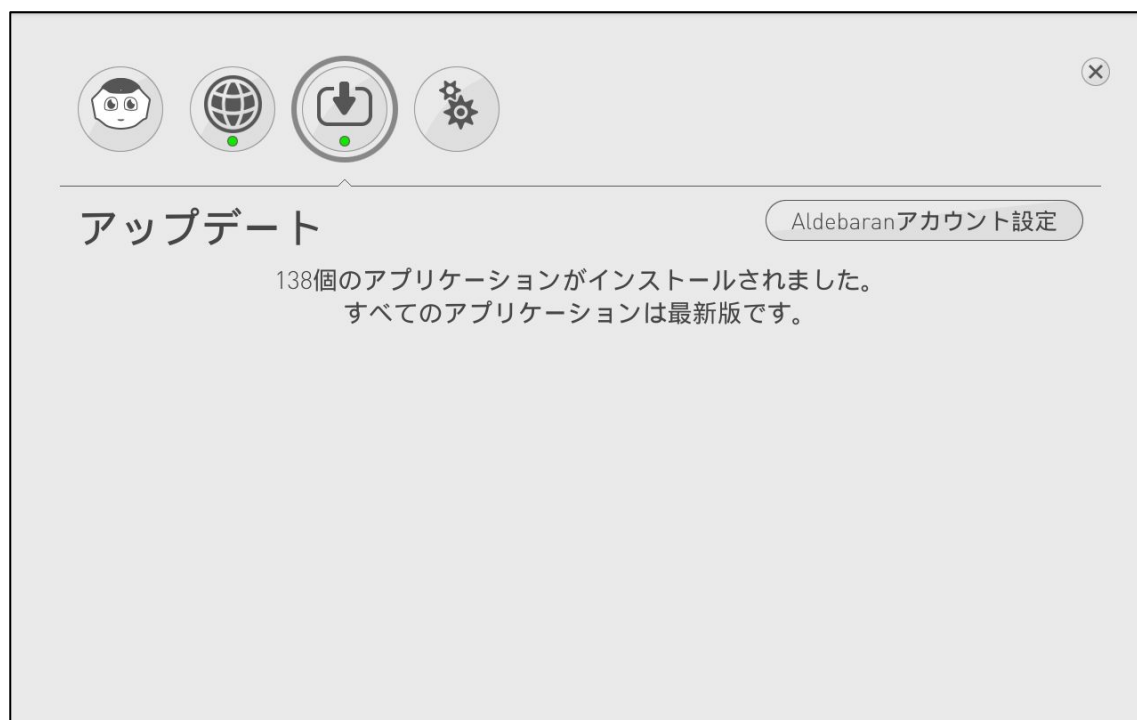 アップデート
Aldebaranアカウント設定
138個のアプリケーションがインストールされました。
すべてのアプリケーションは最新版です。